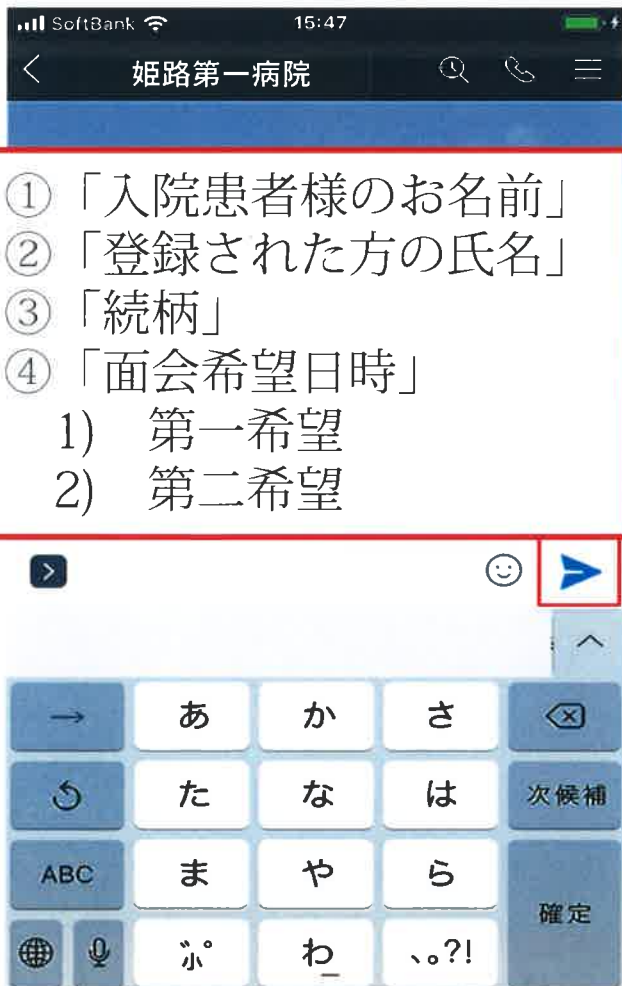 SoftBank 15:47
姫路第一病院
①「入院患者様のお名前」
②「登録された方の氏名」
③「続柄」
④「面会希望日時」
1) 第一希望
2) 第二希望
→ あ か さ
た な は 次候補
ABC ま や ら
確定
゛゜小 わ 、。?!